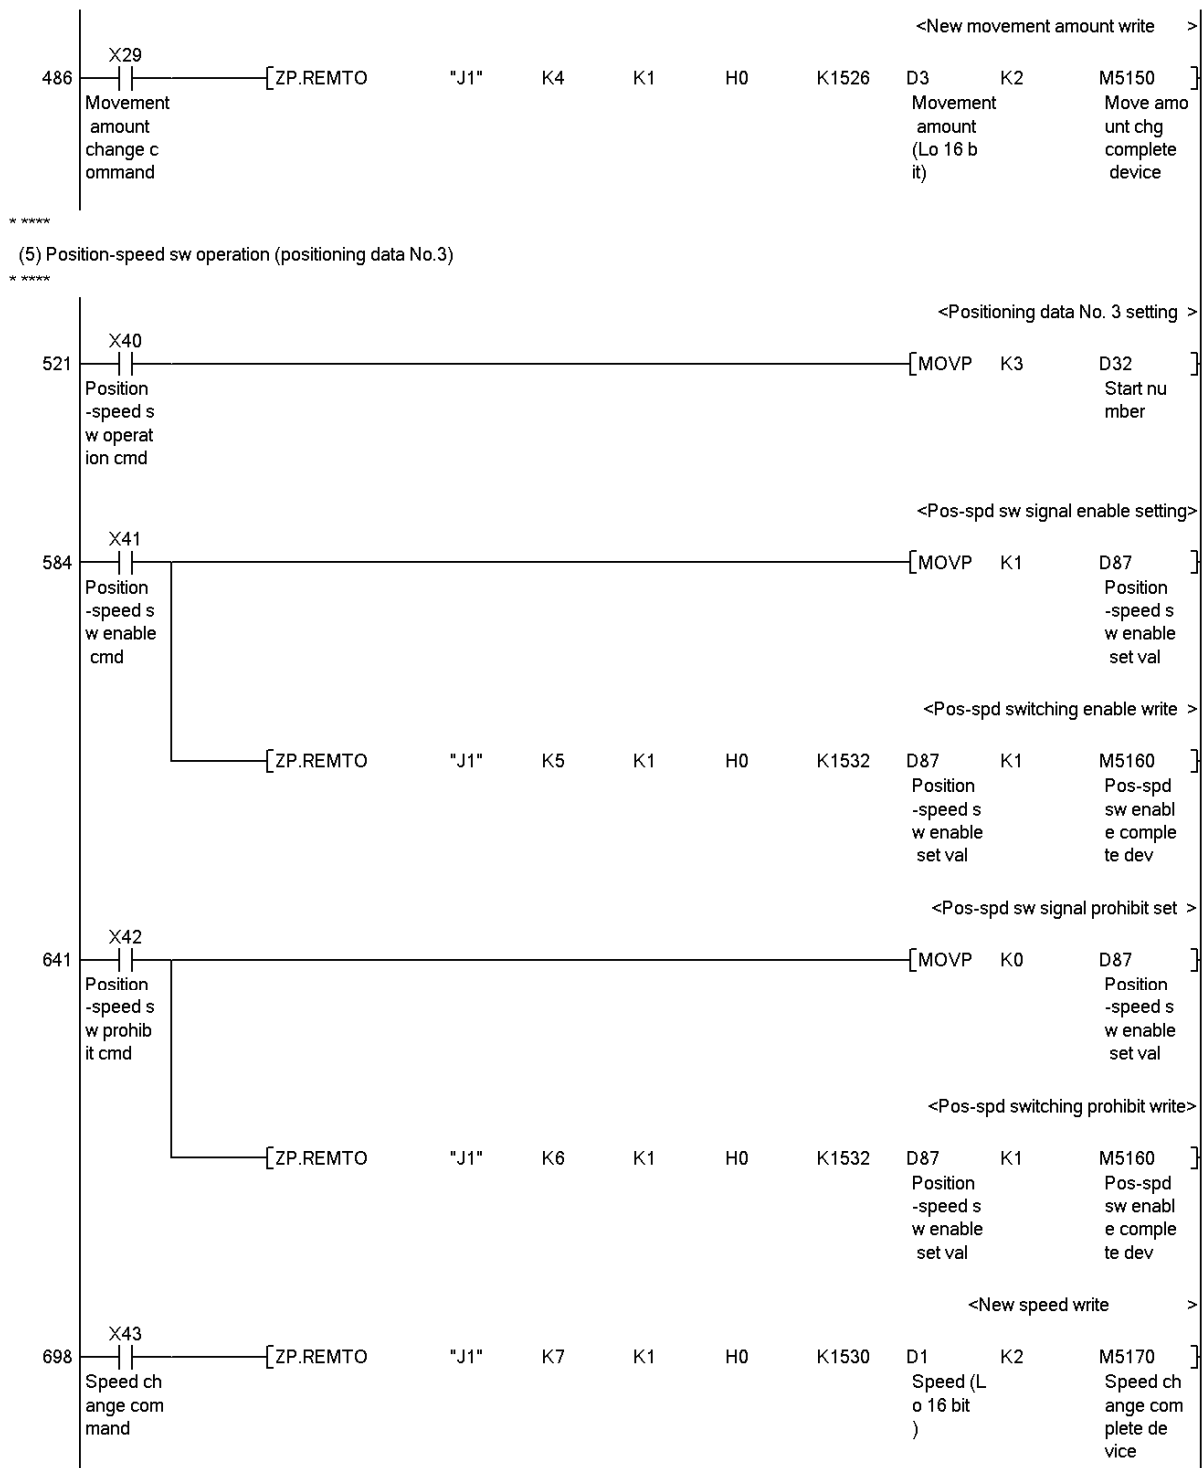 <New movement amount write >
X29
486 [ZP.REMTO "J1" K4 K1 H0 K1526 D3 K2 M5150 ]
Movement Movement Move amo
amount amount unt chg
change c (Lo 16 b complete
ommand it) device
* ****
(5) Position-speed sw operation (positioning data No.3)
* ****
<Positioning data No. 3 setting >
X40
521 [MOVP K3 D32 ]
Position Start nu
-speed s mber
w operat
ion cmd
<Pos-spd sw signal enable setting>
X41
584 [MOVP K1 D87 ]
Position Position
-speed s -speed s
w enable w enable
cmd set val
<Pos-spd switching enable write >
[ZP.REMTO "J1" K5 K1 H0 K1532 D87 K1 M5160 ]
Position Pos-spd
-speed s sw enabl
w enable e comple
set val te dev
<Pos-spd sw signal prohibit set >
X42
641 [MOVP K0 D87 ]
Position Position
-speed s -speed s
w prohib w enable
it cmd set val
<Pos-spd switching prohibit write>
[ZP.REMTO "J1" K6 K1 H0 K1532 D87 K1 M5160 ]
Position Pos-spd
-speed s sw enabl
w enable e comple
set val te dev
<New speed write >
X43
698 [ZP.REMTO "J1" K7 K1 H0 K1530 D1 K2 M5170 ]
Speed ch Speed (L Speed ch
ange com o 16 bit ange com
mand ) plete de
vice